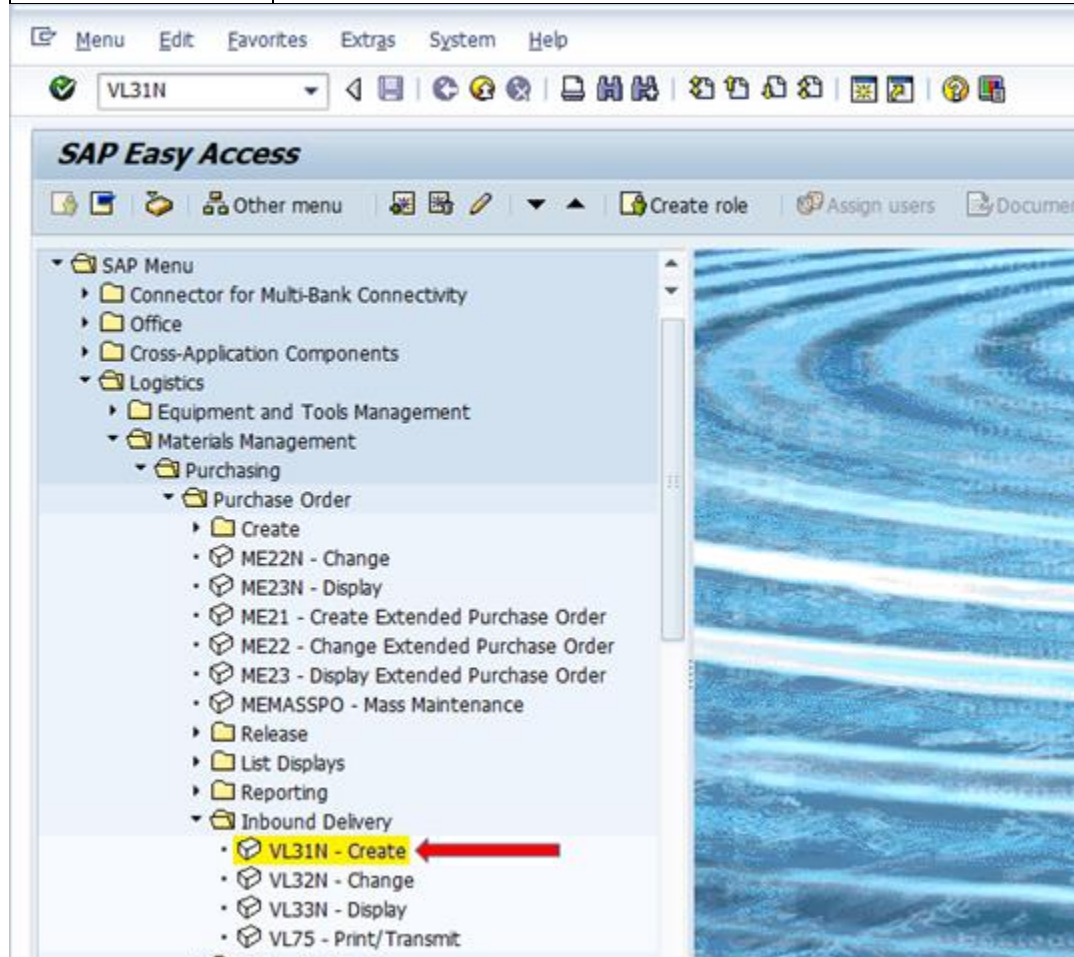 Menu Edit Favorites Extras System Help
VL31N
SAP Easy Access
Other menu Create role Assign users Documen
SAP Menu
Connector for Multi-Bank Connectivity
Office
Cross-Application Components
Logistics
Equipment and Tools Management
Materials Management
Purchasing
Purchase Order
Create
ME22N - Change
ME23N - Display
ME21 - Create Extended Purchase Order
ME22 - Change Extended Purchase Order
ME23 - Display Extended Purchase Order
MEMASSPO - Mass Maintenance
Release
List Displays
Reporting
Inbound Delivery
VL31N - Create
VL32N - Change
VL33N - Display
VL75 - Print/Transmit